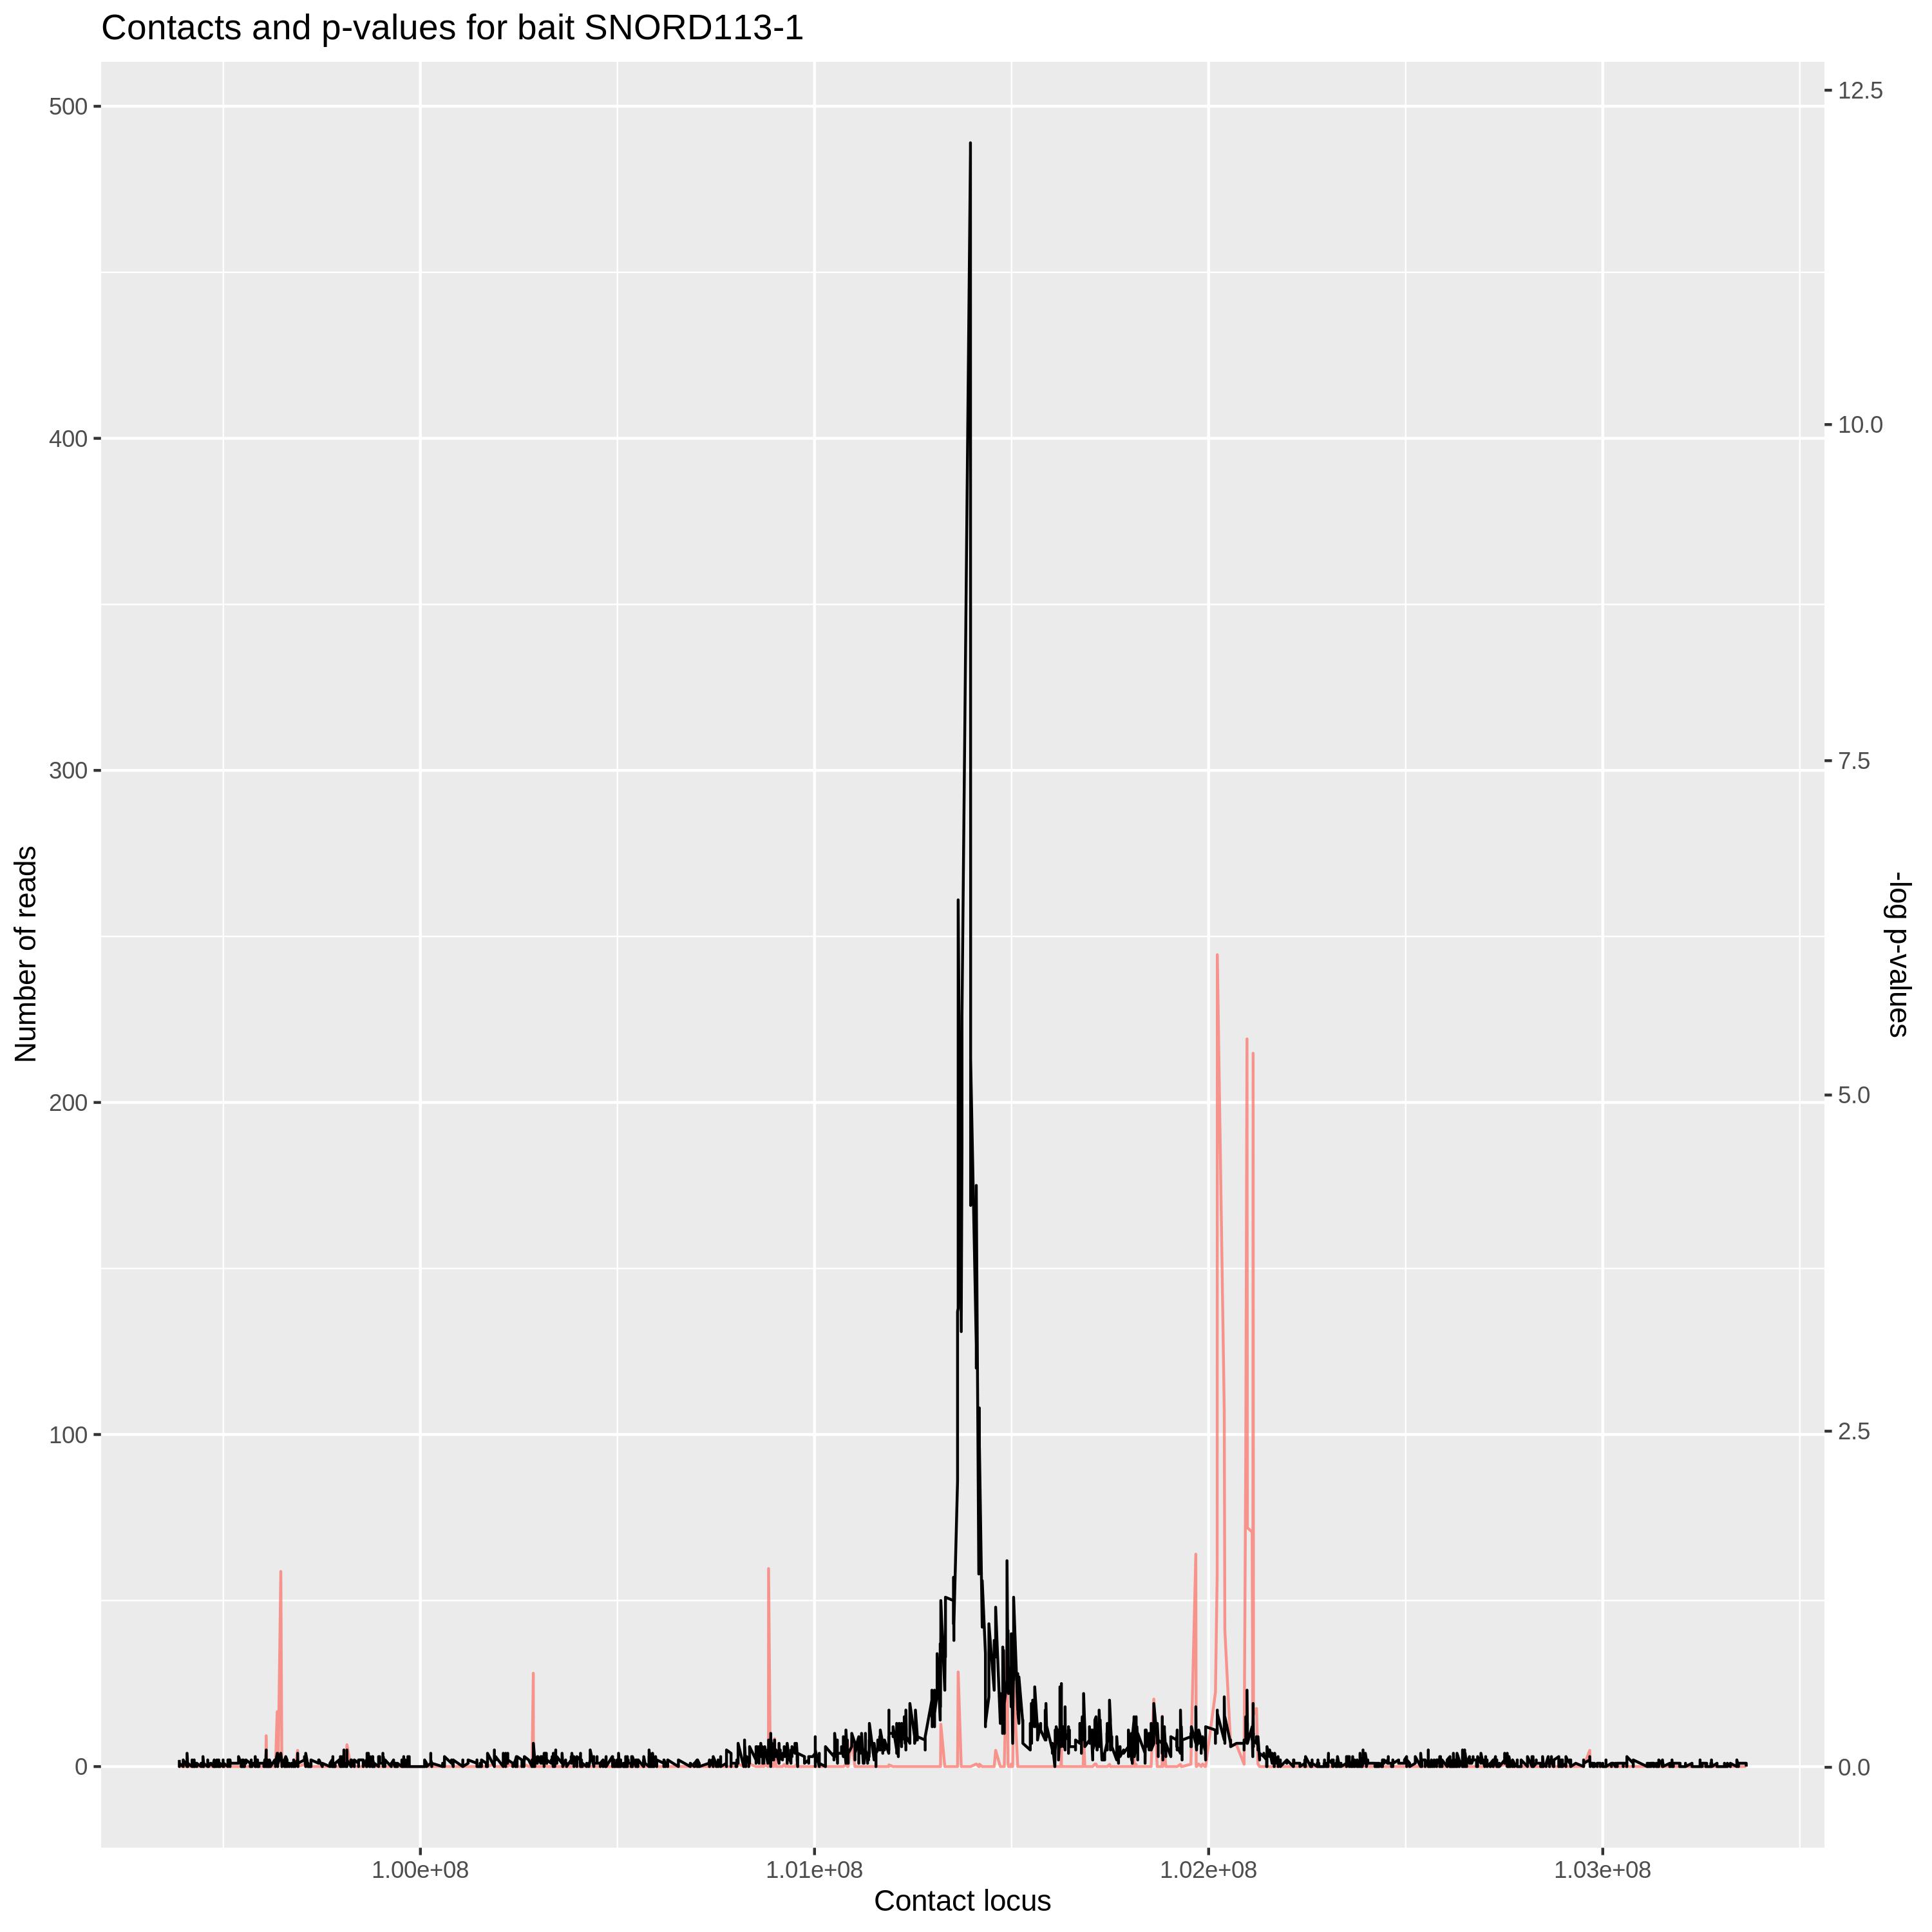 Contacts and p-values for bait SNORD113-1
500
400
300
200
100
0
Number of reads
12.5
10.0
7.5
5.0
2.5
0.0
-log p-values
1.00e+08
1.01e+08
1.02e+08
1.03e+08
Contact locus